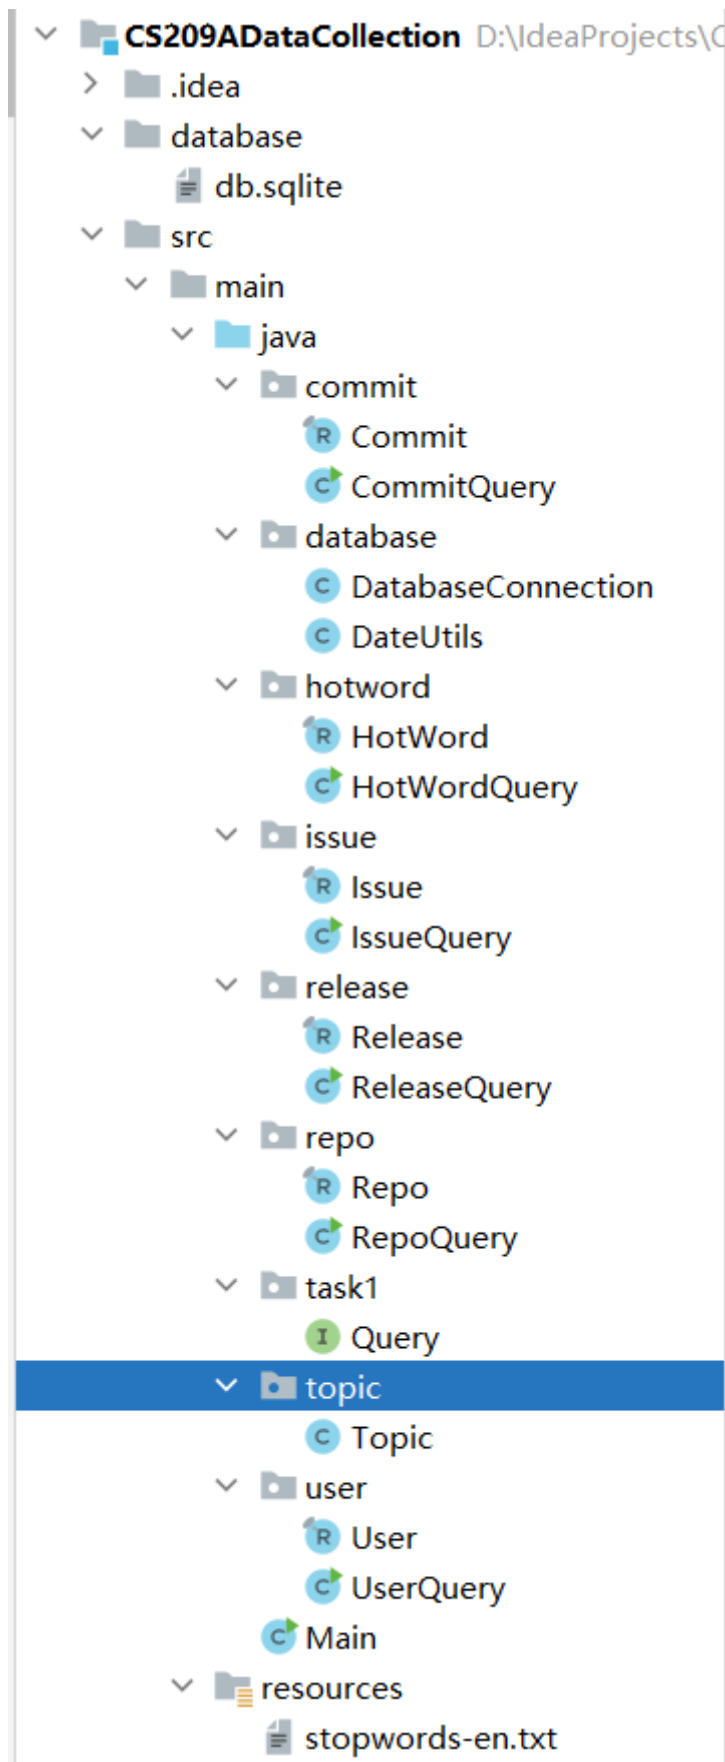 CS209ADataCollection D:\IdeaProjects\C
.idea
database
db.sqlite
src
main
java
commit
R Commit
C CommitQuery
database
C DatabaseConnection
C DateUtils
hotword
R HotWord
C HotWordQuery
issue
R Issue
C IssueQuery
release
R Release
C ReleaseQuery
repo
R Repo
C RepoQuery
task1
I Query
topic
C Topic
user
R User
C UserQuery
C Main
resources
stopwords-en.txt